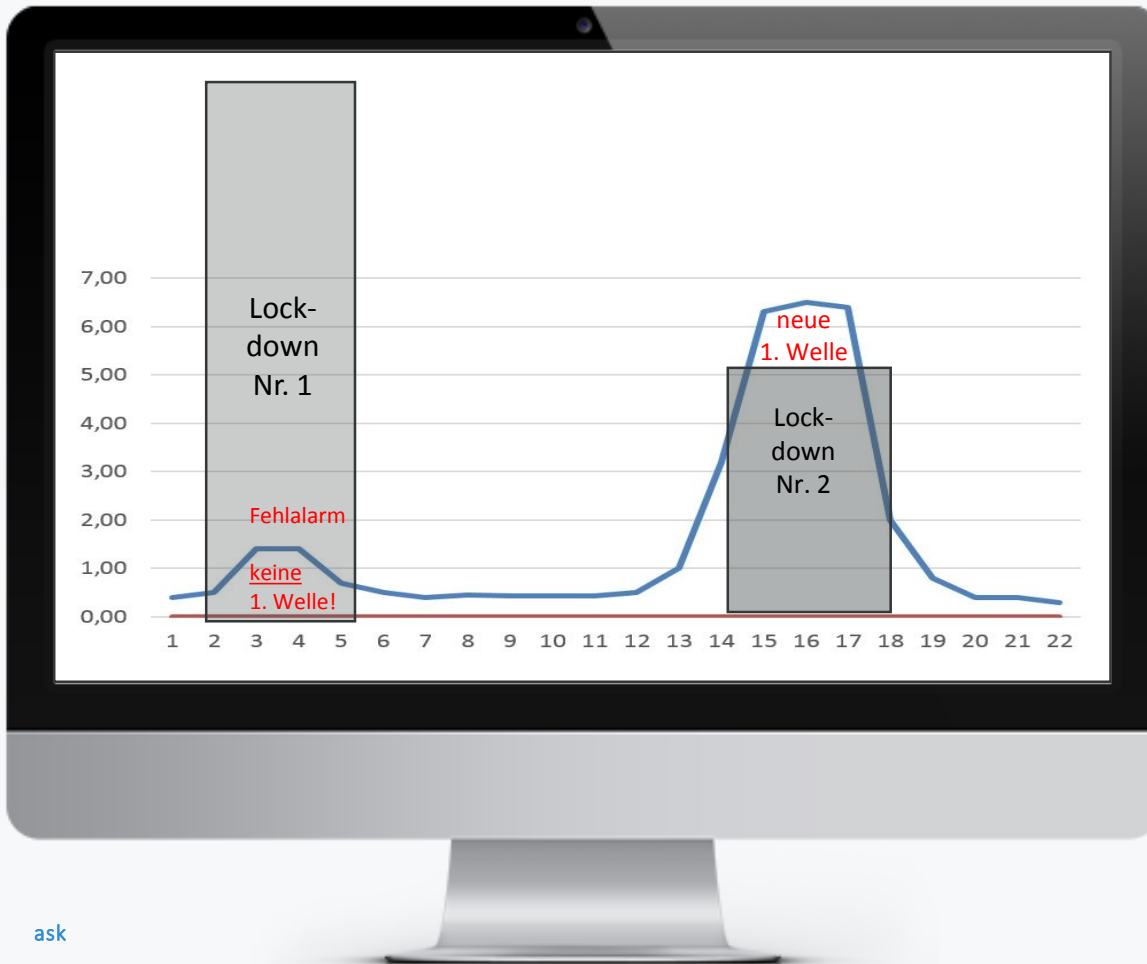 7,00
6,00
5,00
4,00
3,00
2,00
1,00
0,00
Lock-
down
Nr. 1
Fehlalarm
keine
1. Welle!
neue
1. Welle
Lock-
down
Nr. 2
1 2 3 4 5 6 7 8 9 10 11 12 13 14 15 16 17 18 19 20 21 22
ask